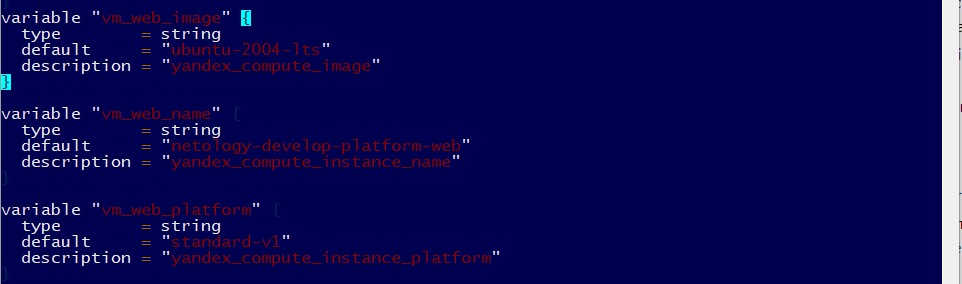 }
variable "vm_web_image" {
  type        = string
  default     = "ubuntu-2004-lts"
  description = "yandex_compute_image"
}
variable "vm_web_name" {
  type        = string
  default     = "netology-develop-platform-web"
  description = "yandex_compute_instance_name"
}
variable "vm_web_platform" {
  type        = string
  default     = "standard-v1"
  description = "yandex_compute_instance_platform"
}